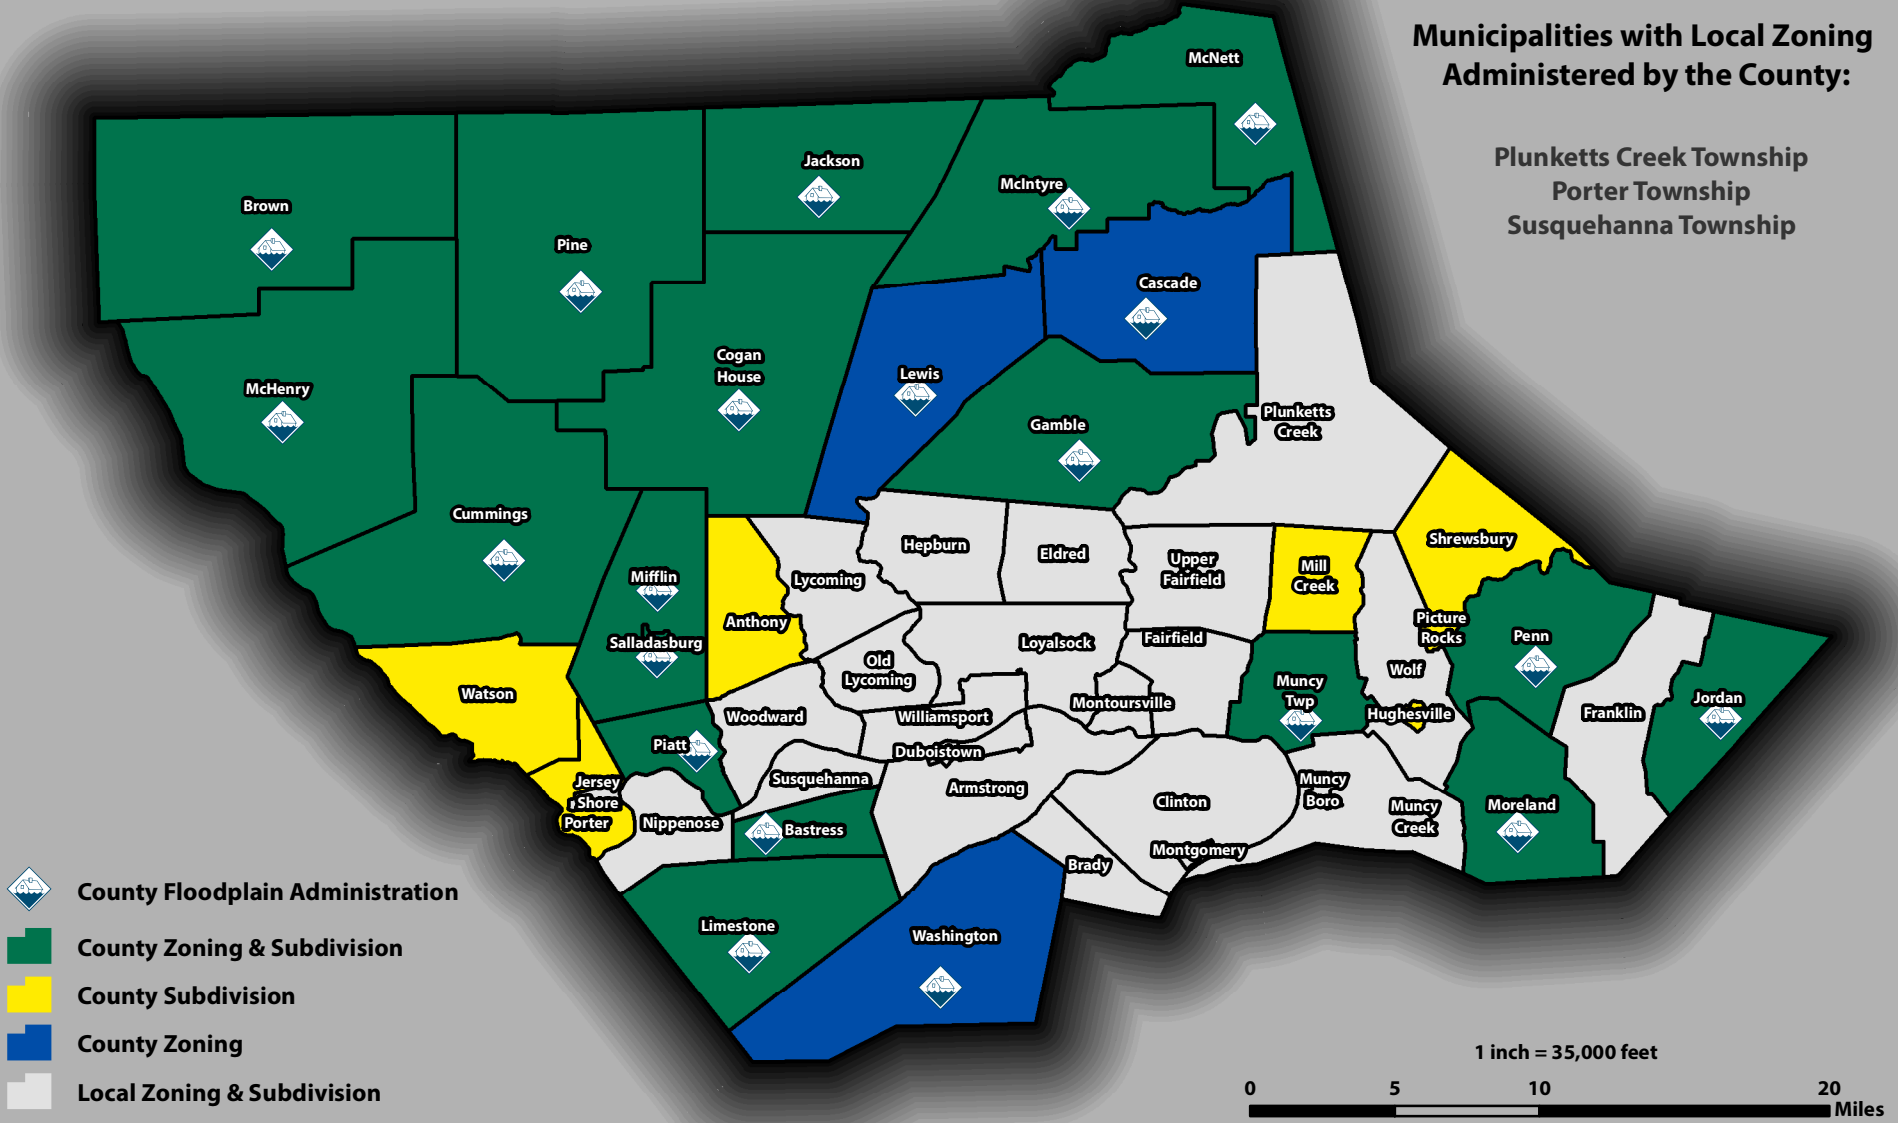 Municipalities with Local Zoning
Administered by the County:
Plunketts Creek Township
Porter Township
Susquehanna Township
McNett
Jackson
McIntyre
Brown
Pine
Cascade
Cogan
House
Lewis
McHenry
Gamble
Plunketts
Creek
Cummings
Shrewsbury
Hepburn
Eldred
Upper
Fairfield
Mill
Creek
Mifflin
Lycoming
Anthony
Picture
Rocks
Penn
Salladasburg
Loyalsock
Fairfield
Old
Lycoming
Wolf
Watson
Muncy
Twp
Jordan
Woodward
Williamsport
Montoursville
Hughesville
Franklin
Piatt
Duboistown
Jersey
Shore
Porter
Susquehanna
Armstrong
Muncy
Boro
Clinton
Muncy
Creek
Moreland
Nippenose
Bastress
Montgomery
Brady
Limestone
Washington
County Floodplain Administration
County Zoning & Subdivision
County Subdivision
County Zoning
Local Zoning & Subdivision
1 inch = 35,000 feet
0 5 10 20
Miles